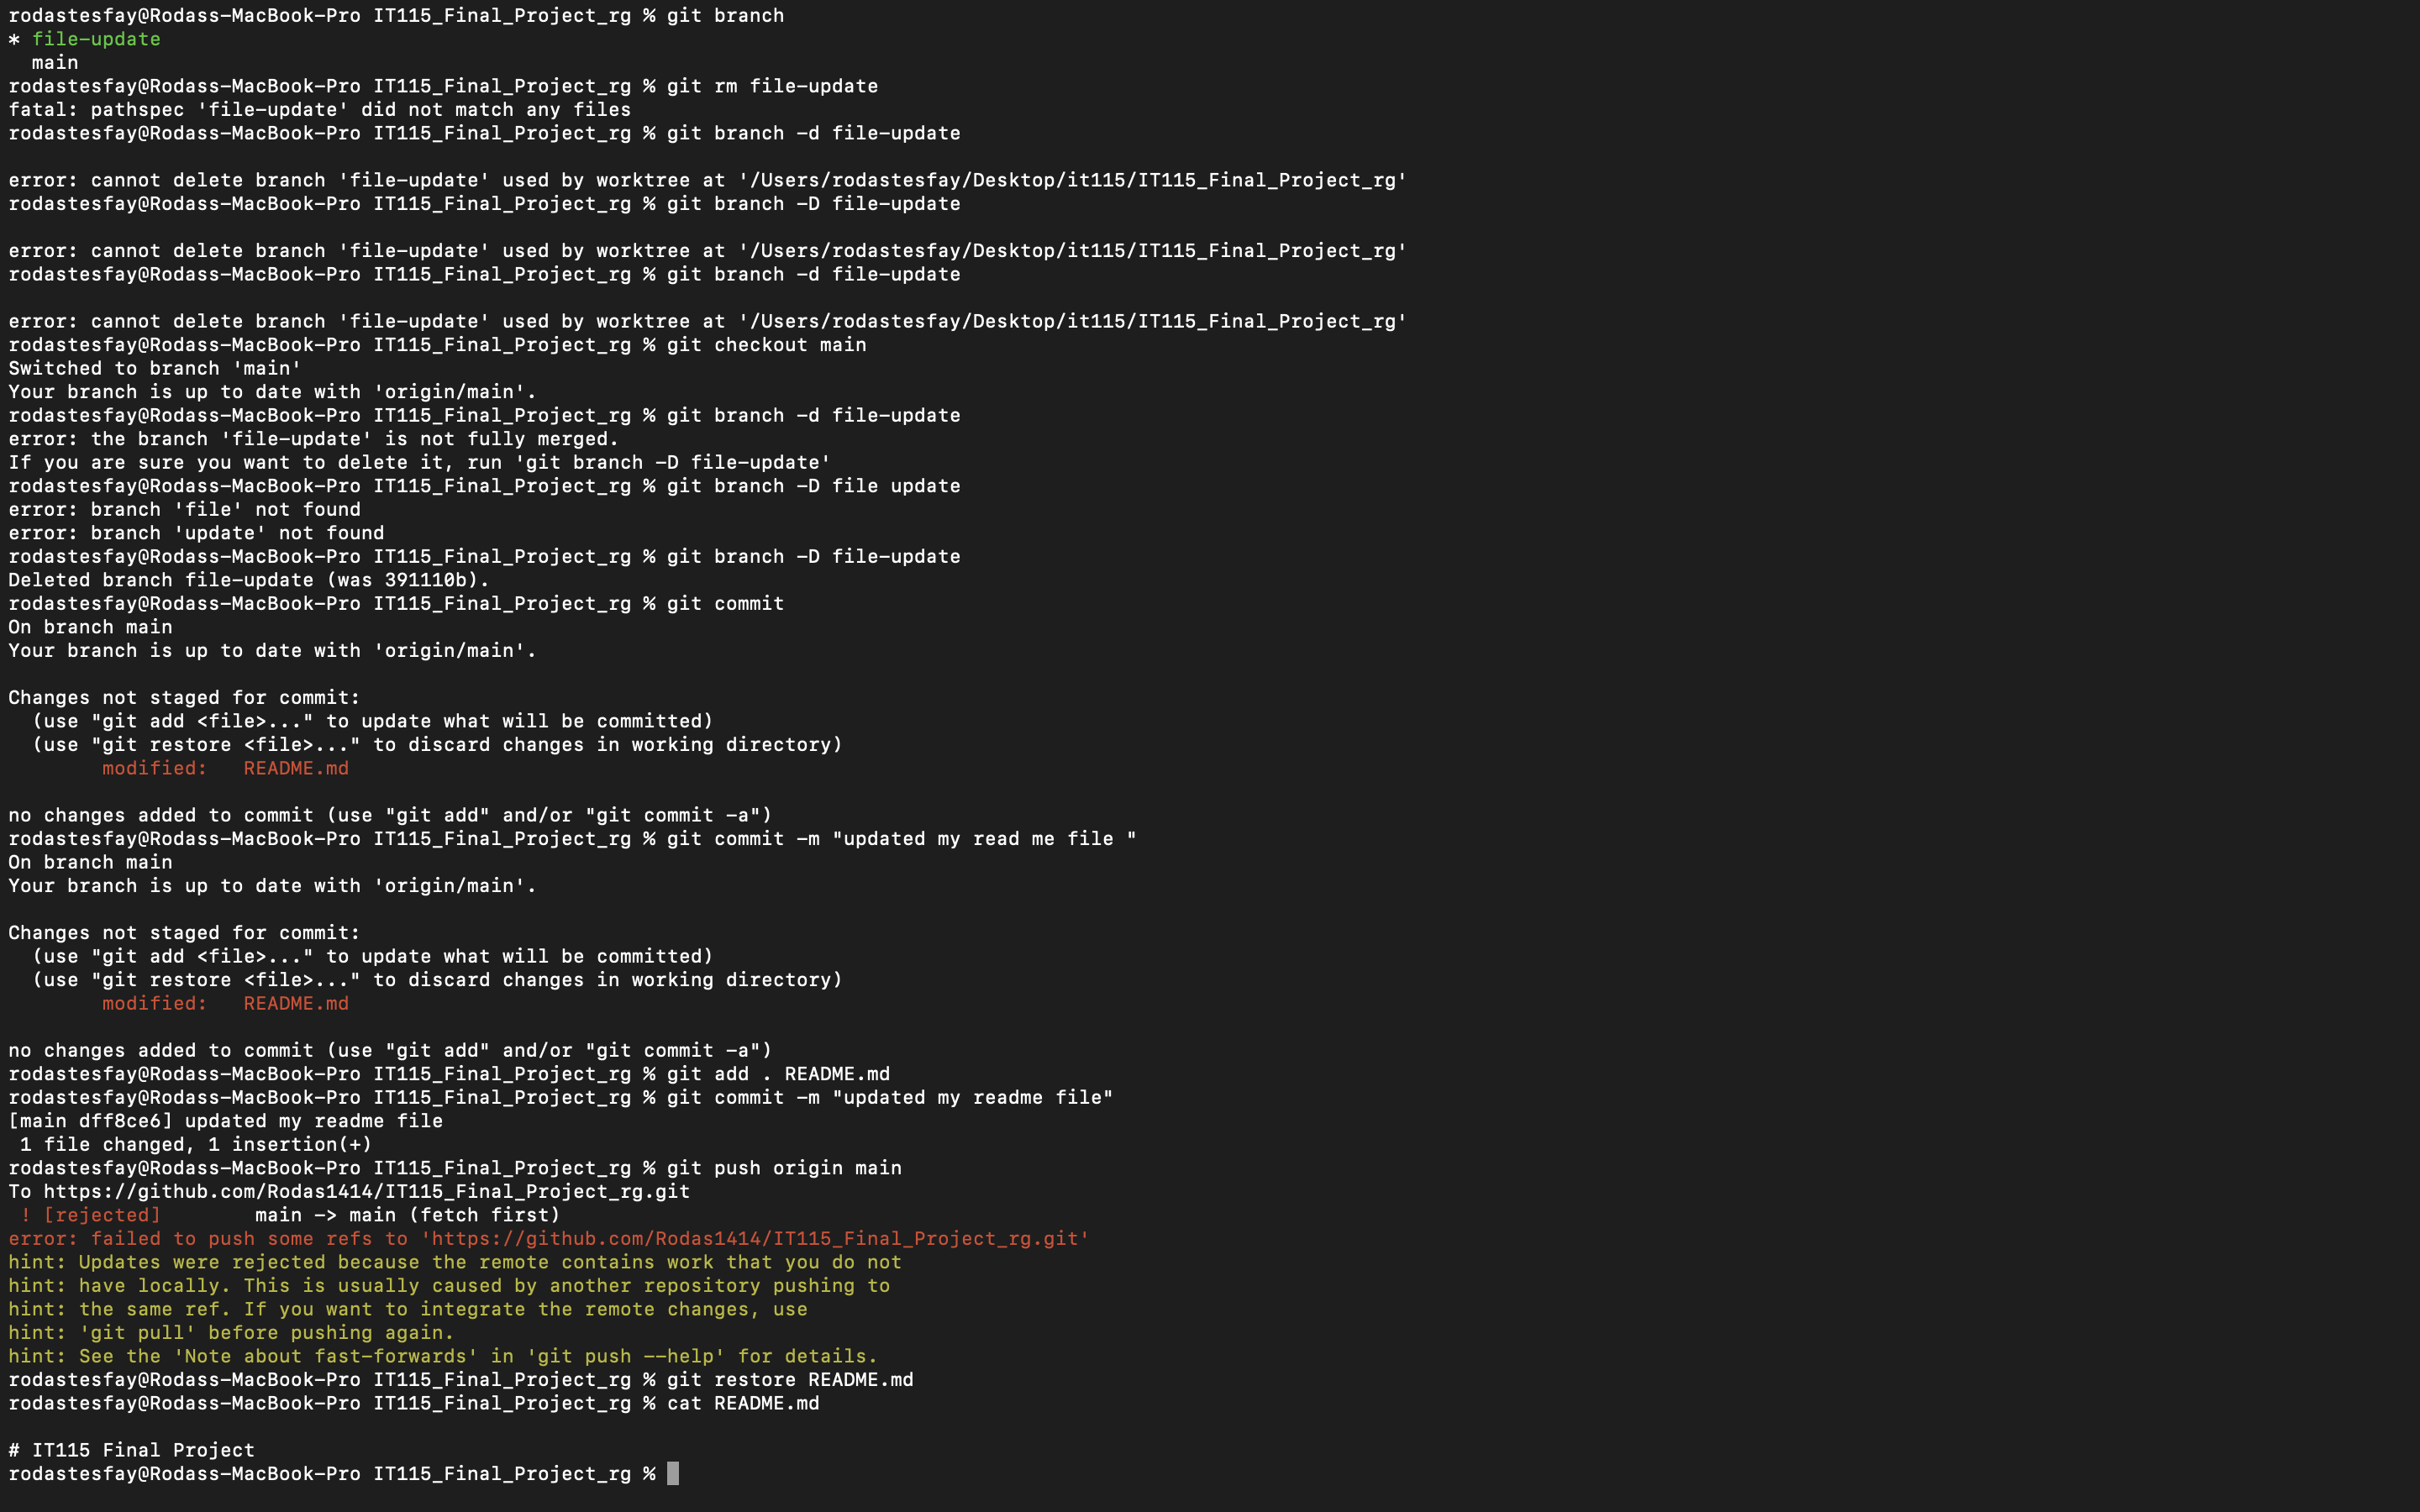 rodastesfay@Rodass-MacBook-Pro IT115_Final_Project_rg % git branch
* file-update
  main
rodastesfay@Rodass-MacBook-Pro IT115_Final_Project_rg % git rm file-update
fatal: pathspec 'file-update' did not match any files
rodastesfay@Rodass-MacBook-Pro IT115_Final_Project_rg % git branch -d file-update

error: cannot delete branch 'file-update' used by worktree at '/Users/rodastesfay/Desktop/it115/IT115_Final_Project_rg'
rodastesfay@Rodass-MacBook-Pro IT115_Final_Project_rg % git branch -D file-update

error: cannot delete branch 'file-update' used by worktree at '/Users/rodastesfay/Desktop/it115/IT115_Final_Project_rg'
rodastesfay@Rodass-MacBook-Pro IT115_Final_Project_rg % git branch -d file-update

error: cannot delete branch 'file-update' used by worktree at '/Users/rodastesfay/Desktop/it115/IT115_Final_Project_rg'
rodastesfay@Rodass-MacBook-Pro IT115_Final_Project_rg % git checkout main
Switched to branch 'main'
Your branch is up to date with 'origin/main'.
rodastesfay@Rodass-MacBook-Pro IT115_Final_Project_rg % git branch -d file-update
error: the branch 'file-update' is not fully merged.
If you are sure you want to delete it, run 'git branch -D file-update'
rodastesfay@Rodass-MacBook-Pro IT115_Final_Project_rg % git branch -D file update
error: branch 'file' not found
error: branch 'update' not found
rodastesfay@Rodass-MacBook-Pro IT115_Final_Project_rg % git branch -D file-update
Deleted branch file-update (was 391110b).
rodastesfay@Rodass-MacBook-Pro IT115_Final_Project_rg % git commit
On branch main
Your branch is up to date with 'origin/main'.

Changes not staged for commit:
  (use "git add <file>..." to update what will be committed)
  (use "git restore <file>..." to discard changes in working directory)
        modified:   README.md

no changes added to commit (use "git add" and/or "git commit -a")
rodastesfay@Rodass-MacBook-Pro IT115_Final_Project_rg % git commit -m "updated my read me file "
On branch main
Your branch is up to date with 'origin/main'.

Changes not staged for commit:
  (use "git add <file>..." to update what will be committed)
  (use "git restore <file>..." to discard changes in working directory)
        modified:   README.md

no changes added to commit (use "git add" and/or "git commit -a")
rodastesfay@Rodass-MacBook-Pro IT115_Final_Project_rg % git add . README.md
rodastesfay@Rodass-MacBook-Pro IT115_Final_Project_rg % git commit -m "updated my readme file"
[main dff8ce6] updated my readme file
 1 file changed, 1 insertion(+)
rodastesfay@Rodass-MacBook-Pro IT115_Final_Project_rg % git push origin main
To https://github.com/Rodas1414/IT115_Final_Project_rg.git
 ! [rejected]        main -> main (fetch first)
error: failed to push some refs to 'https://github.com/Rodas1414/IT115_Final_Project_rg.git'
hint: Updates were rejected because the remote contains work that you do not
hint: have locally. This is usually caused by another repository pushing to
hint: the same ref. If you want to integrate the remote changes, use
hint: 'git pull' before pushing again.
hint: See the 'Note about fast-forwards' in 'git push --help' for details.
rodastesfay@Rodass-MacBook-Pro IT115_Final_Project_rg % git restore README.md
rodastesfay@Rodass-MacBook-Pro IT115_Final_Project_rg % cat README.md

# IT115 Final Project
rodastesfay@Rodass-MacBook-Pro IT115_Final_Project_rg %